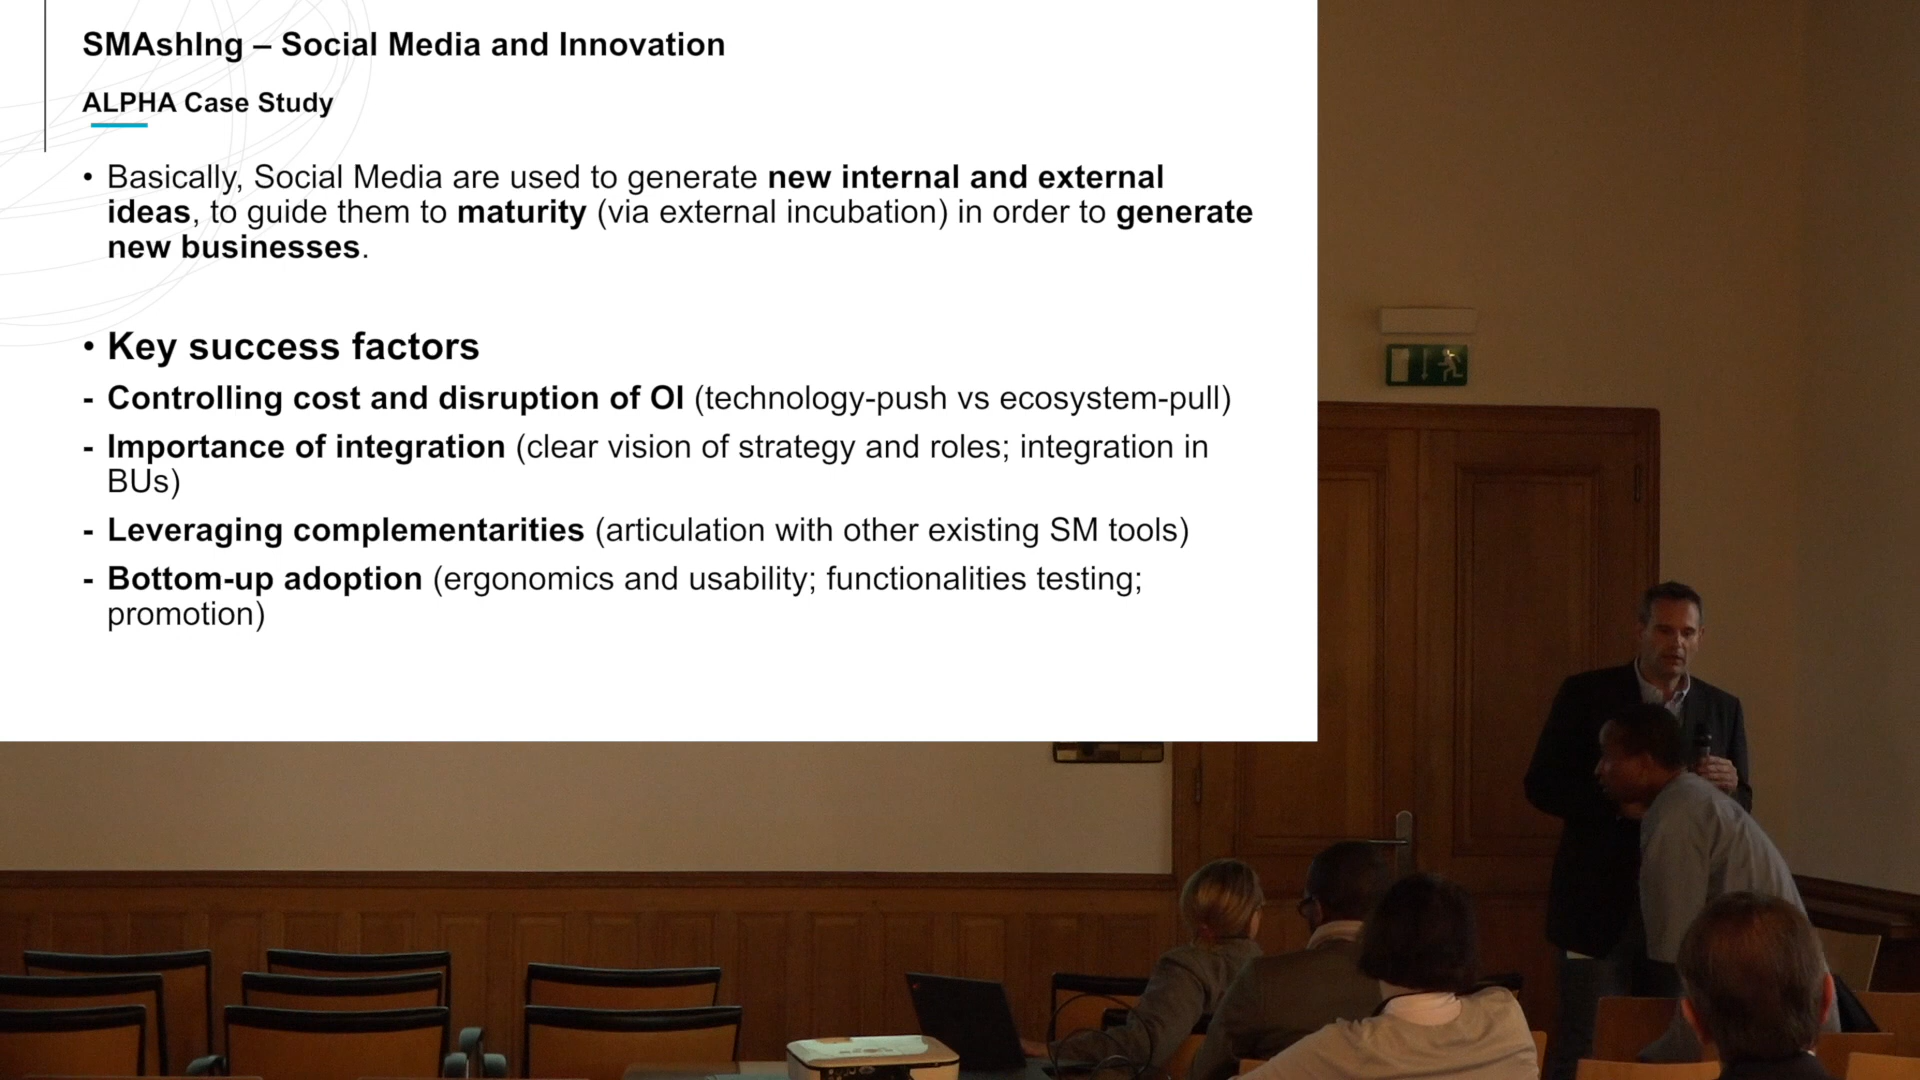 SMAshIng – Social Media and Innovation
ALPHA Case Study
• Basically, Social Media are used to generate new internal and external
ideas, to guide them to maturity (via external incubation) in order to generate
new businesses.
• Key success factors
- Controlling cost and disruption of OI (technology-push vs ecosystem-pull)
- Importance of integration (clear vision of strategy and roles; integration in
BUs)
- Leveraging complementarities (articulation with other existing SM tools)
- Bottom-up adoption (ergonomics and usability; functionalities testing;
promotion)